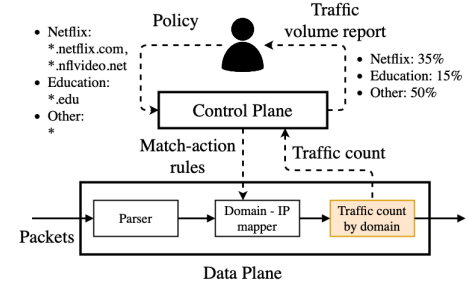 Policy
Traffic
volume report
• Netflix:
*.netflix.com,
*.nflvideo.net
• Education:
*.edu
• Other:
*
• Netflix: 35%
• Education: 15%
• Other: 50%
Control Plane
Match-action
rules
Traffic count
Packets
Parser
Domain - IP
mapper
Traffic count
by domain
Data Plane